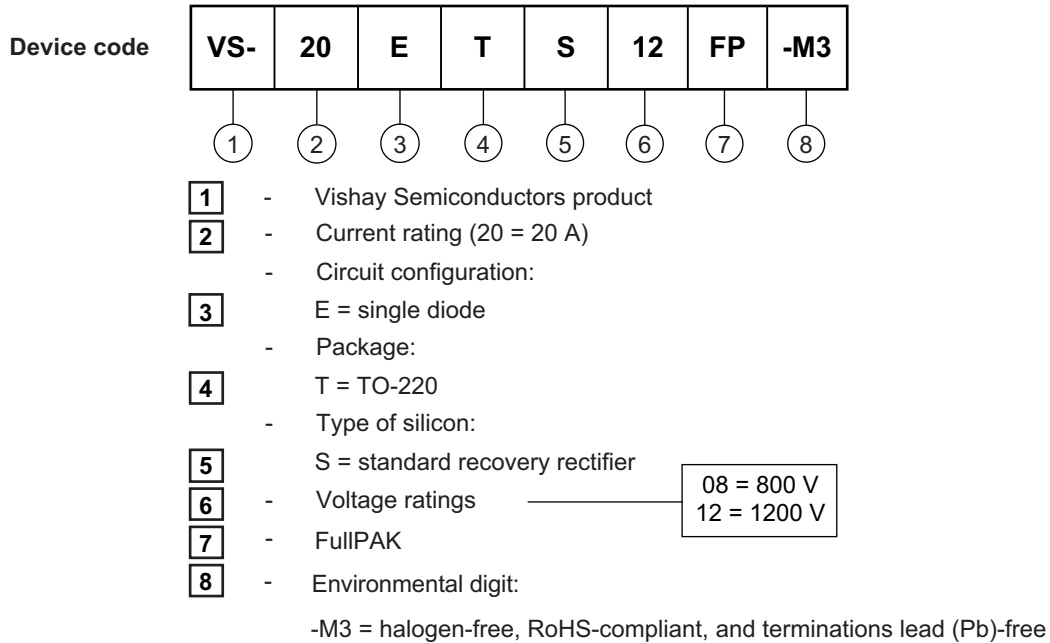 Device code VS- 20 E T S 12 FP -M3
1 2 3 4 5 6 7 8
1 - Vishay Semiconductors product
2 - Current rating (20 = 20 A)
- Circuit configuration:
3 E = single diode
- Package:
4 T = TO-220
- Type of silicon:
5 S = standard recovery rectifier
6 - Voltage ratings
08 = 800 V
12 = 1200 V
7 - FullPAK
8 - Environmental digit:
-M3 = halogen-free, RoHS-compliant, and terminations lead (Pb)-free